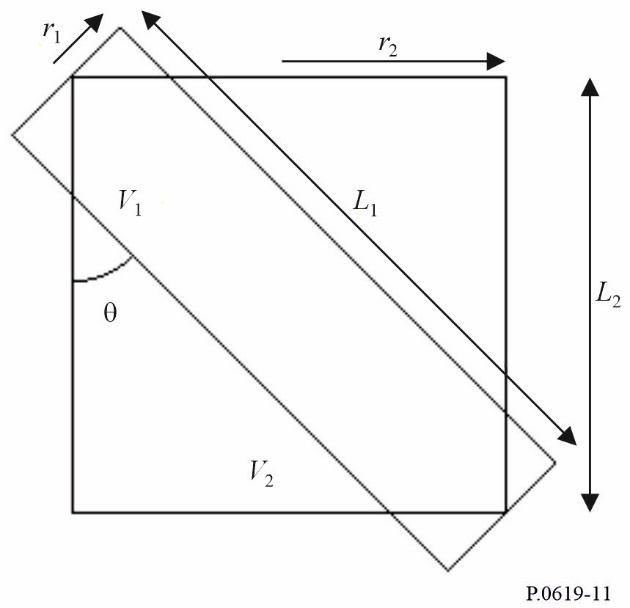 r₁
r₂
V₁
L₁
L₂
θ
V₂
P.0619-11